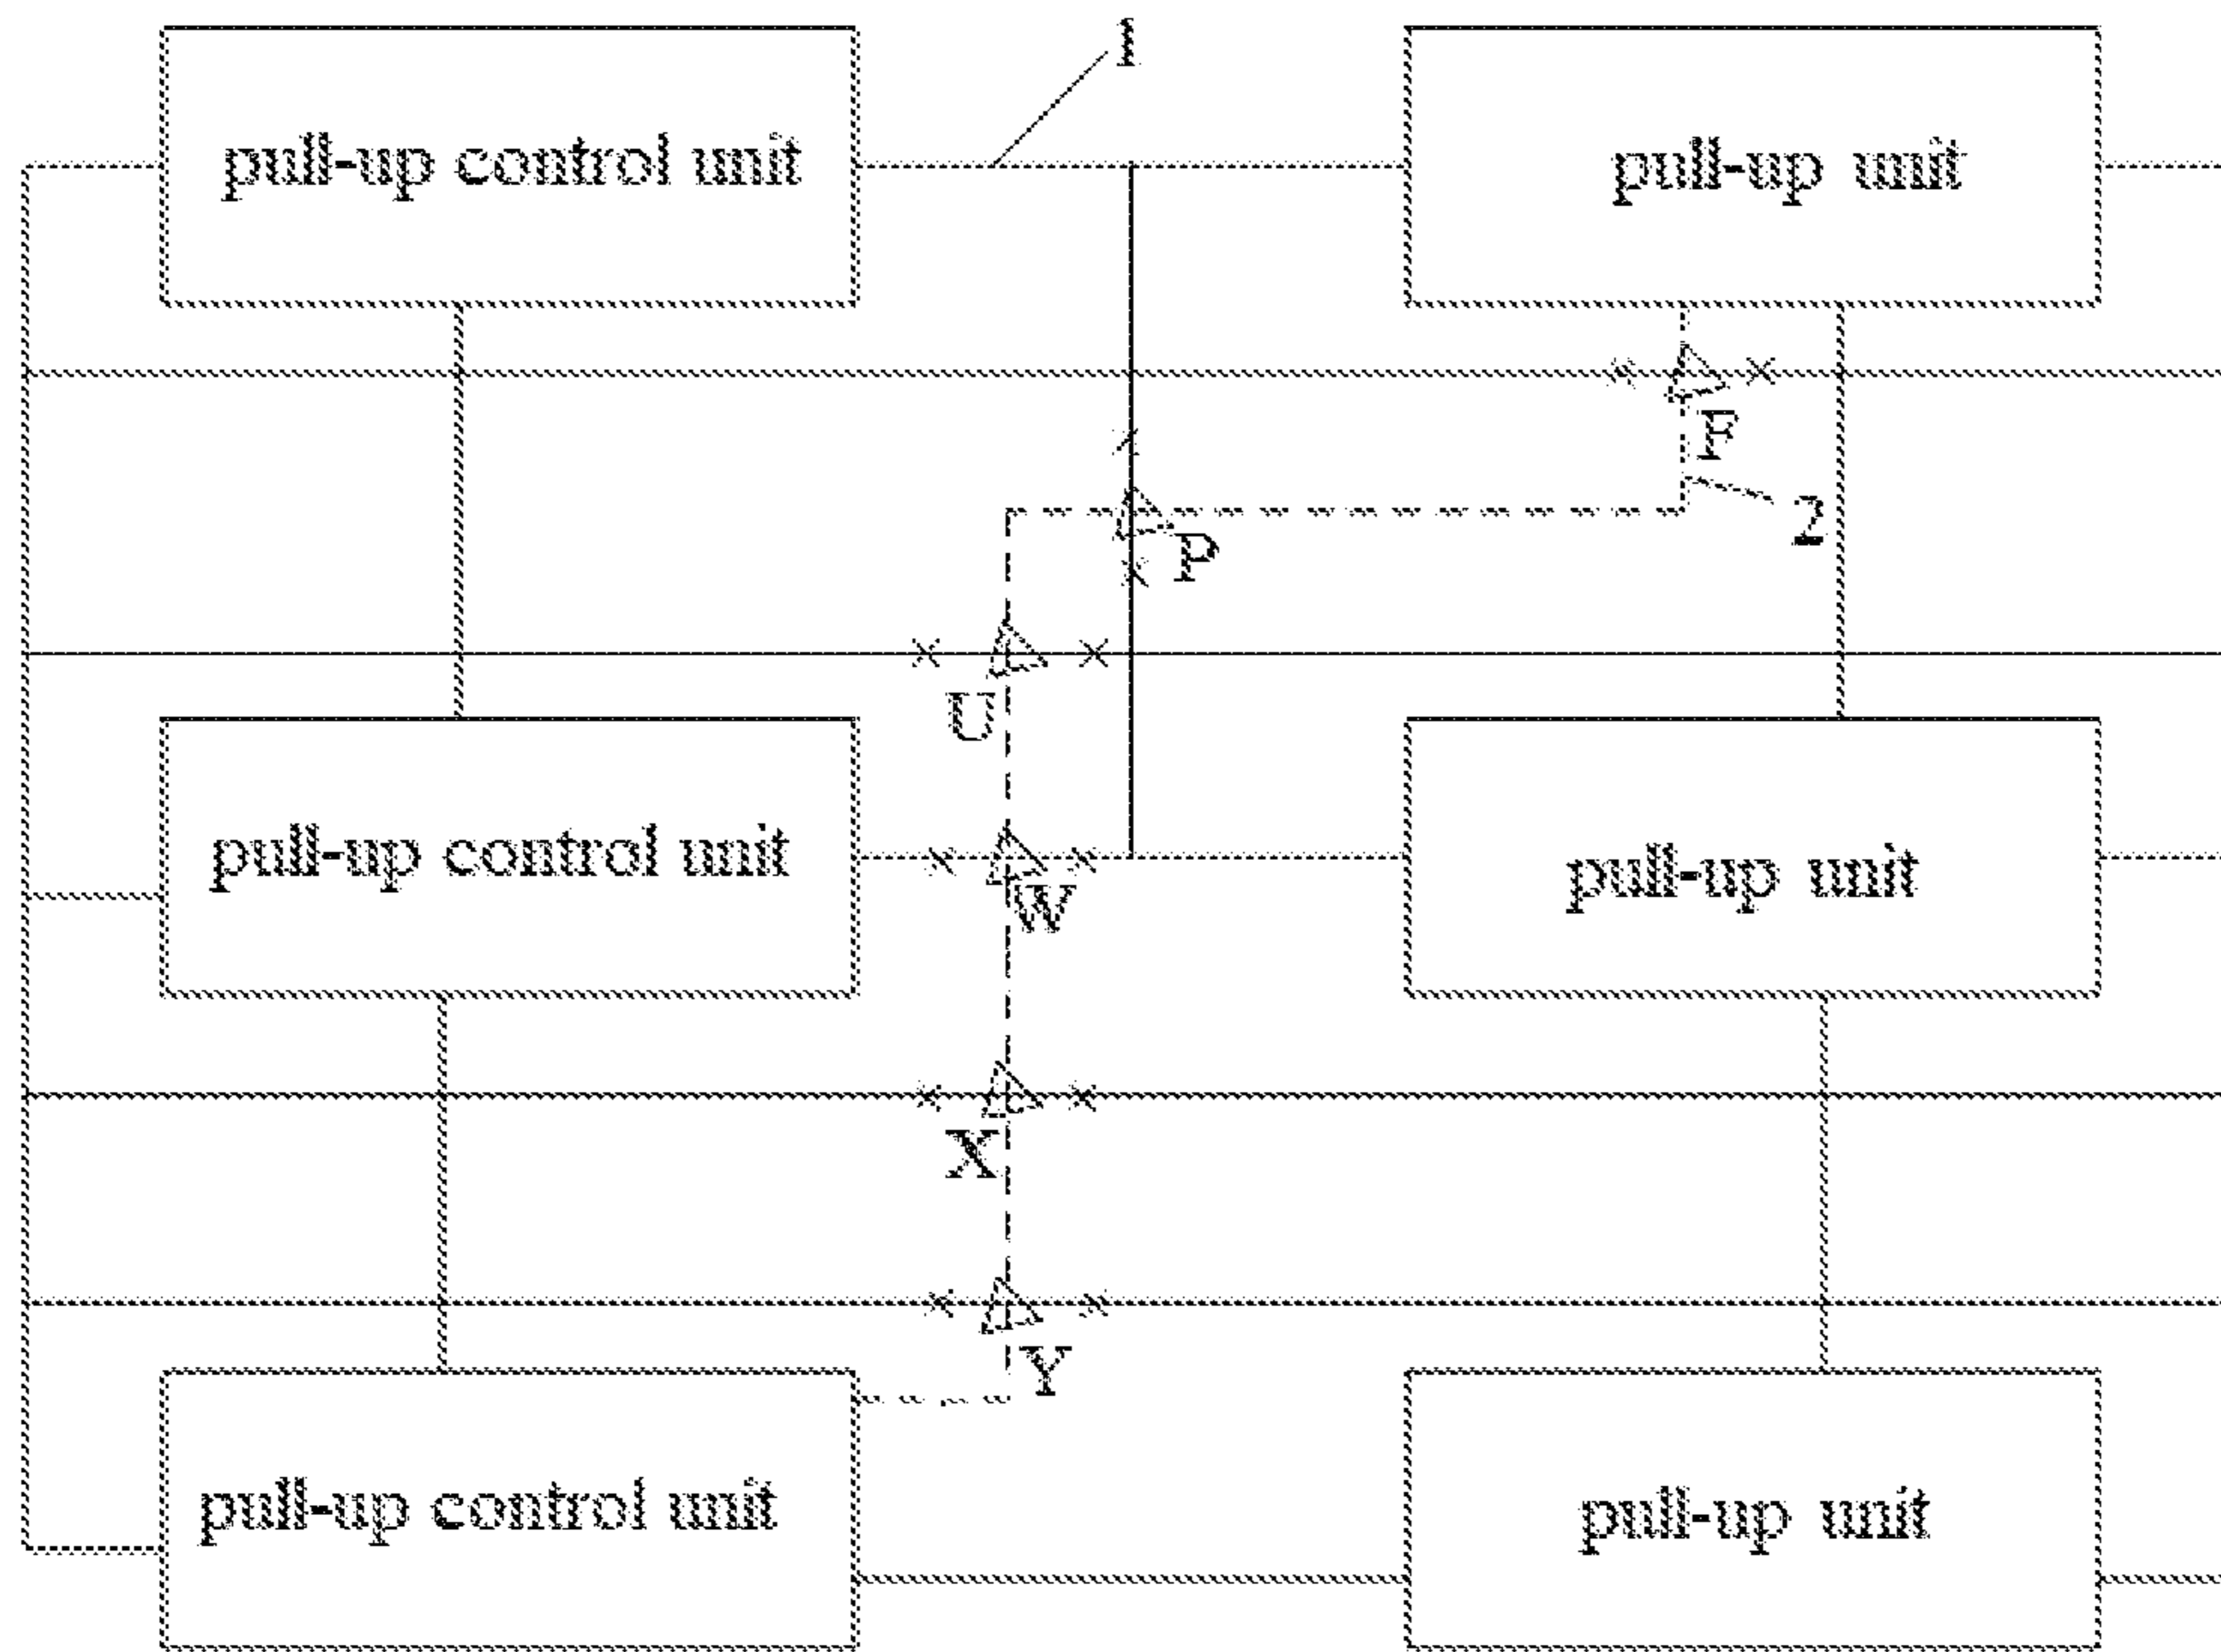 1
pull-up control unit
pull-up unit
F
2
P
U
pull-up control unit
pull-up unit
W
X
Y
pull-up control unit
pull-up unit